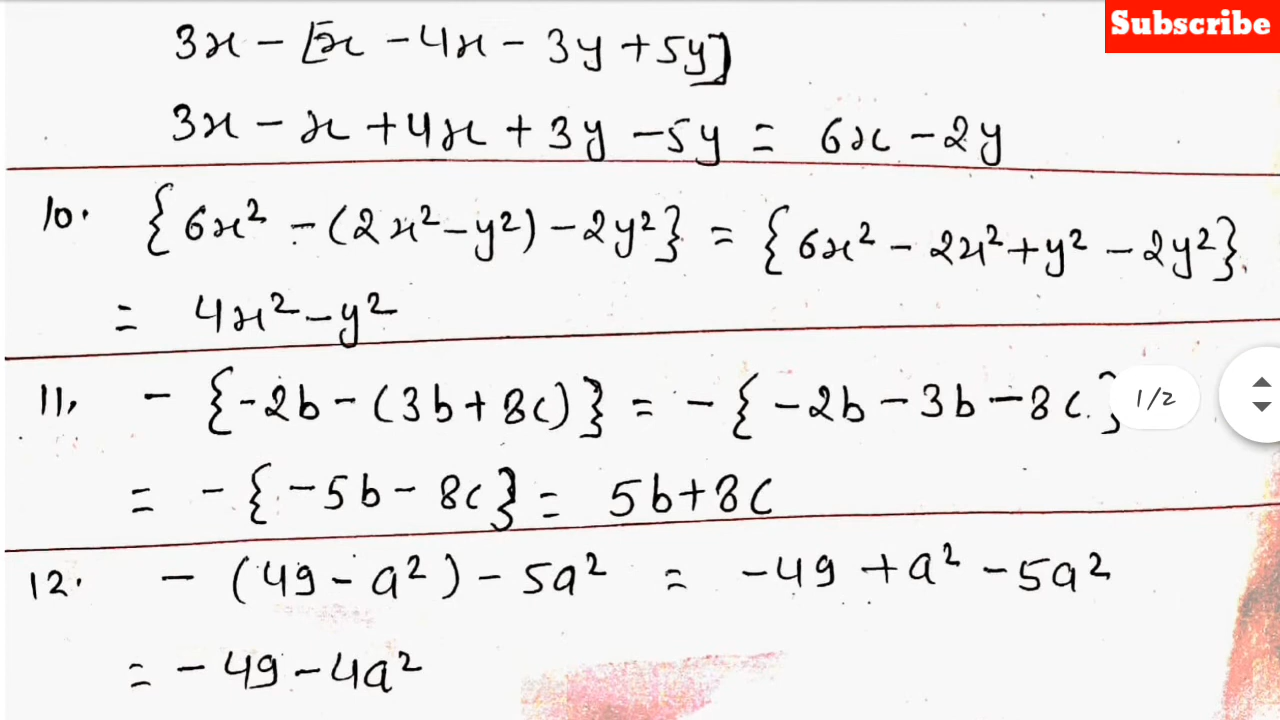 Subscribe
3x - [x - 4x - 3y + 5y]
3x - x + 4x + 3y - 5y = 6x - 2y
10. {6x² - (2x² - y²) - 2y²} = {6x² - 2x² + y² - 2y²}
= 4x² - y²
11. - {-2b - (3b + 8c)} = - {-2b - 3b - 8c.}
1/2
= - {-5b - 8c} = 5b + 8c
12. - (49 - a²) - 5a² = -49 + a² - 5a²
= -49 - 4a²